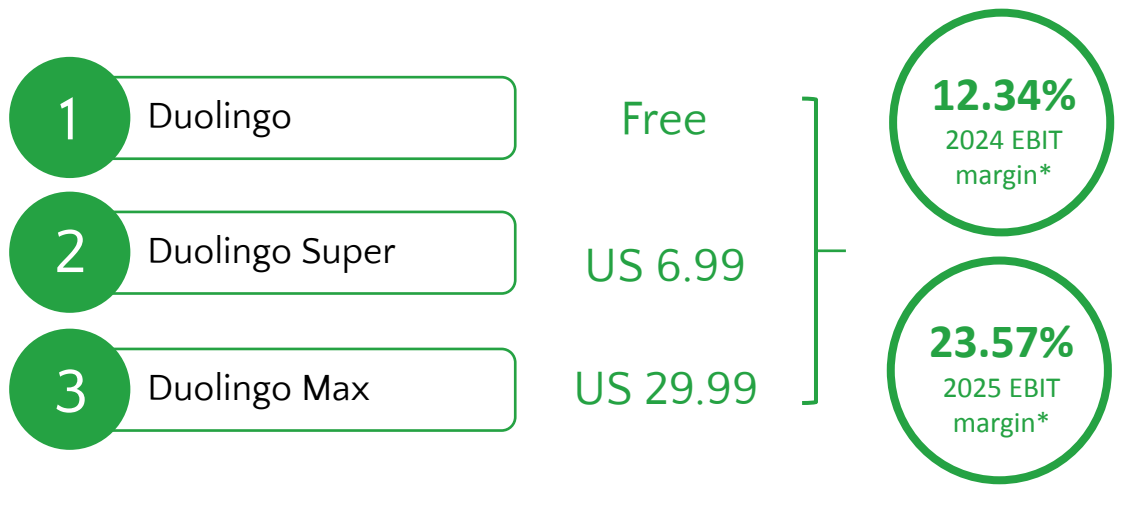 1
Duolingo
Free
2
Duolingo Super
US 6.99
3
Duolingo Max
US 29.99
12.34%
2024 EBIT
margin*
23.57%
2025 EBIT
margin*